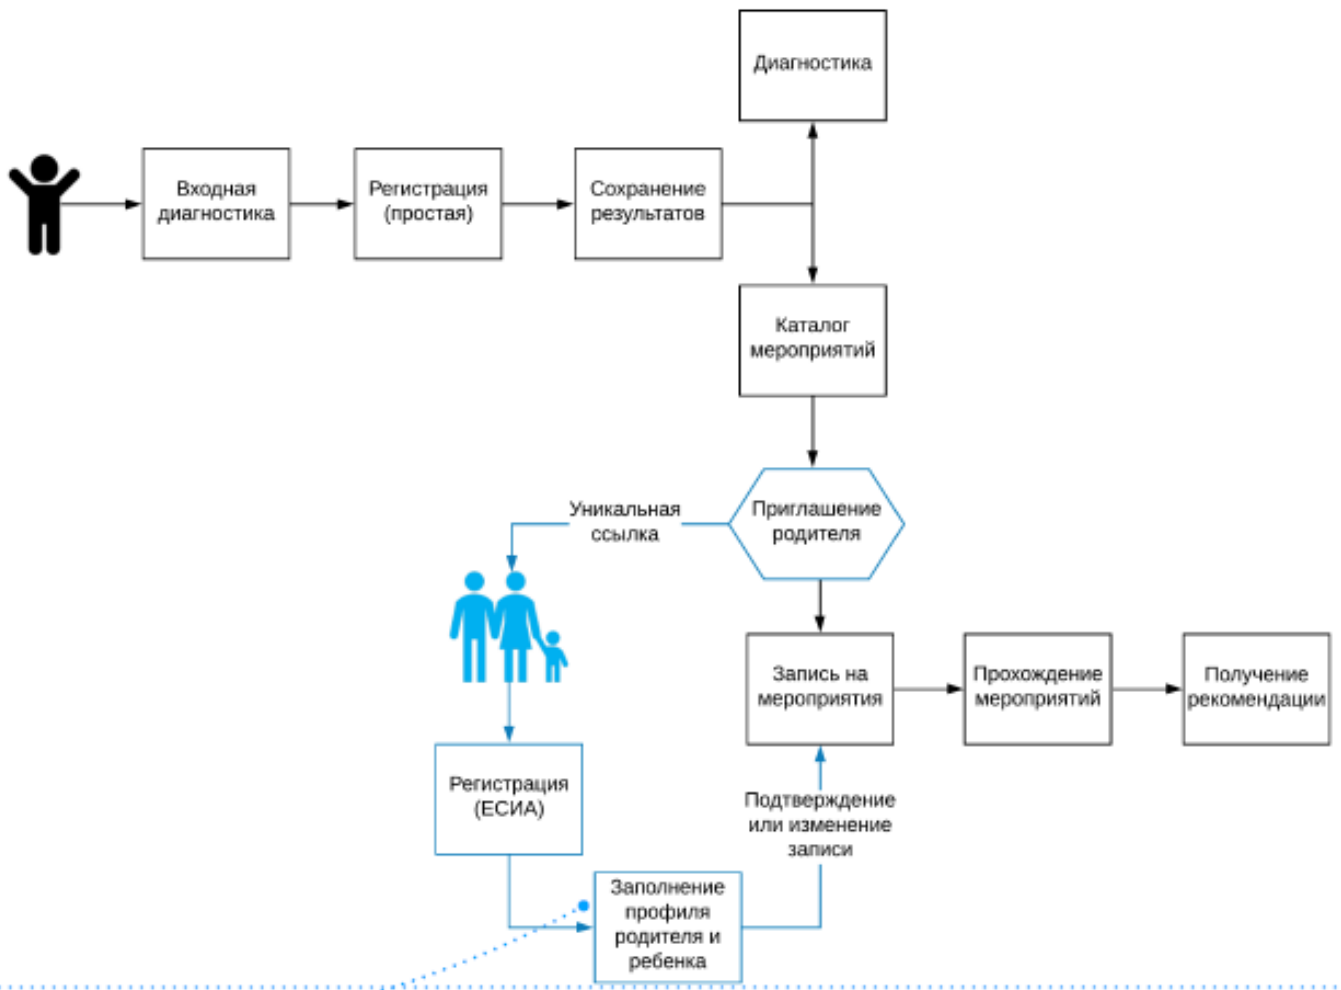 Диагностика
Входная
диагностика
Регистрация
(простая)
Сохранение
результатов
Каталог
мероприятий
Уникальная
ссылка
Приглашение
родителя
Запись на
мероприятия
Прохождение
мероприятий
Получение
рекомендации
Регистрация
(ЕСИА)
Подтверждение
или изменение
записи
Заполнение
профиля
родителя и
ребенка